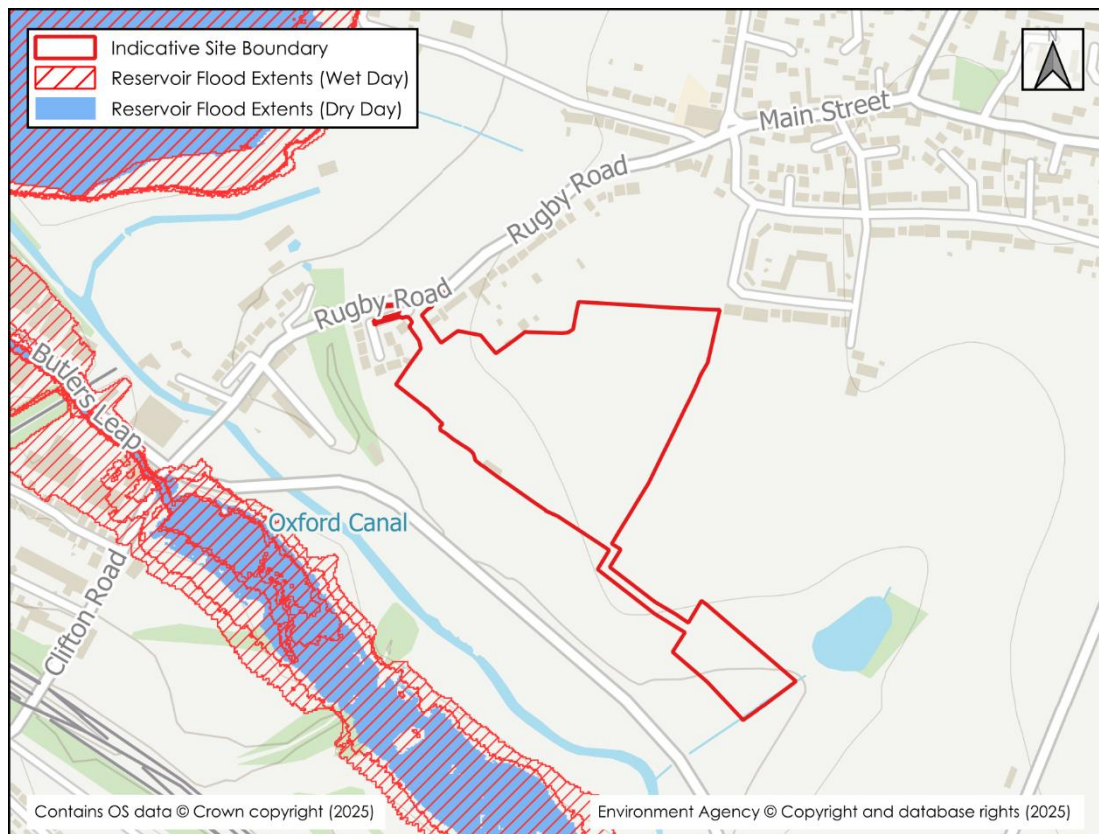 Indicative Site Boundary
Reservoir Flood Extents (Wet Day)
Reservoir Flood Extents (Dry Day)
N
Main Street
Rugby Road
Rugby Road
Butlers Leap
Oxford Canal
Clifton Road
Contains OS data © Crown copyright (2025)
Environment Agency © Copyright and database rights (2025)